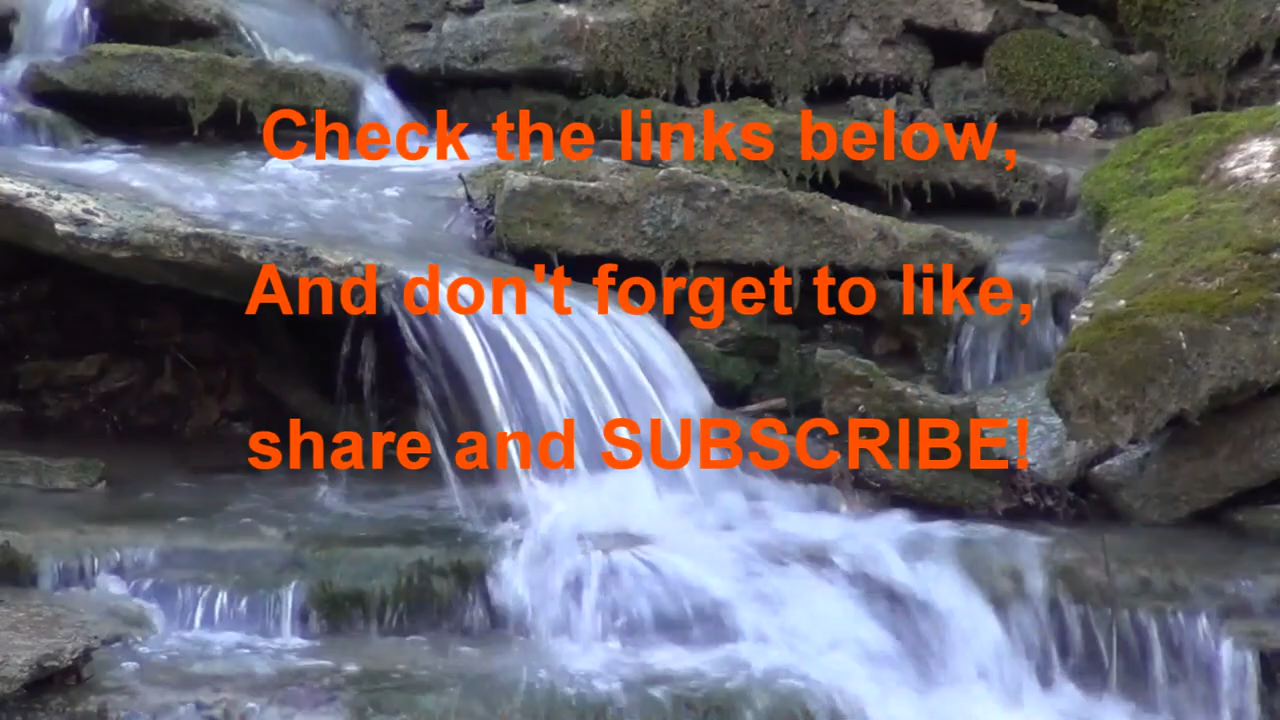 Check the links below,
And don't forget to like,
share and SUBSCRIBE!